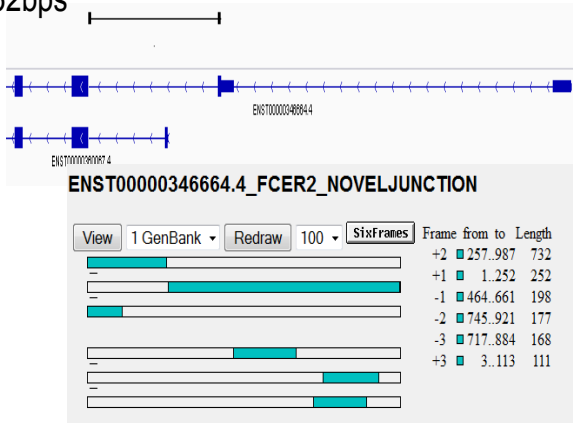 2bps
ENST00000346664.4
ENST00000360067.4
ENST00000346664.4_FCER2_NOVELJUNCTION
View 1 GenBank Redraw 100 SixFrames Frame from to Length
+2 257..987 732
+1 1..252 252
-1 464..661 198
-2 745..921 177
-3 717..884 168
+3 3..113 111